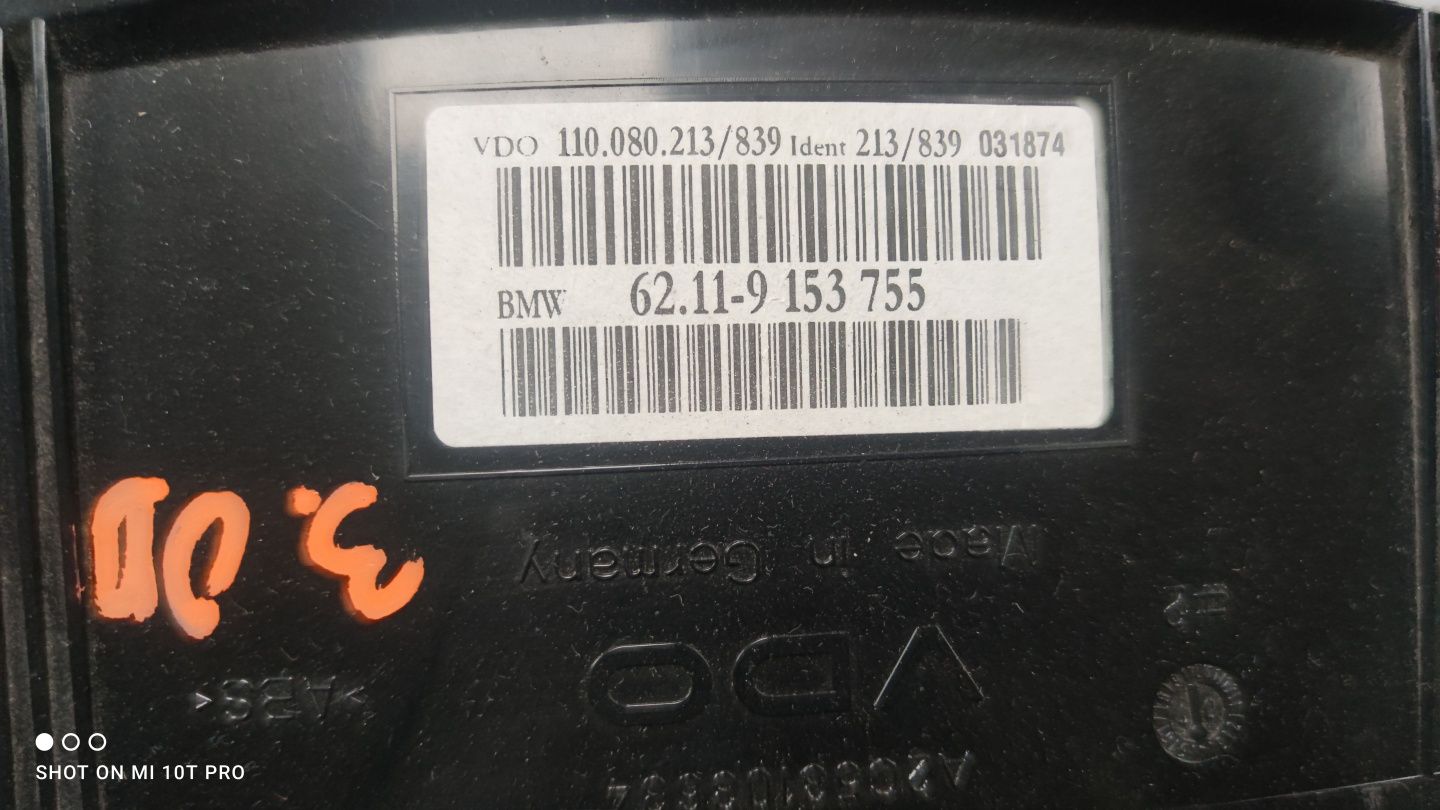 VDO 110.080.213/839 Ident 213/839 031874
BMW 62.11-9 153 755
3.0D
Made in Germany
VDO
>ABS<
SHOT ON MI 10T PRO